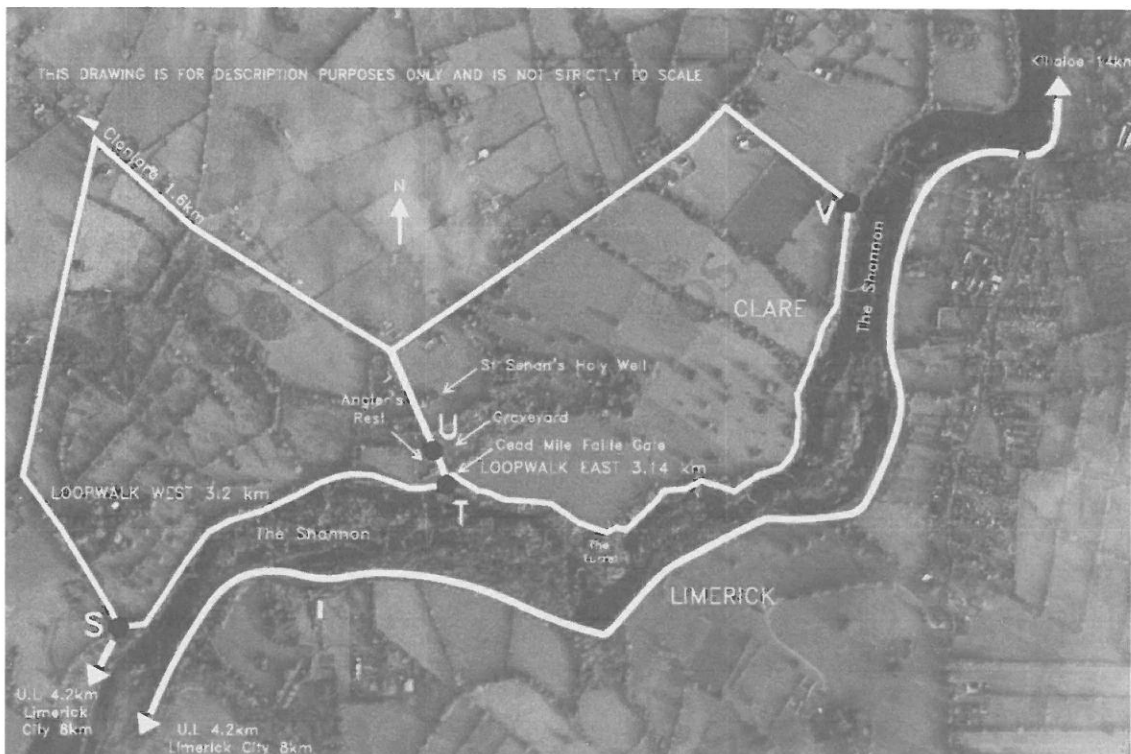 THIS DRAWING IS FOR DESCRIPTION PURPOSES ONLY AND IS NOT STRICTLY TO SCALE
Killaloe 14km
Clonlara 1.6km
N
V
CLARE
The Shannon
St Senan's Holy Well
Angler's
Rest
U
Graveyard
Cead Mile Failte Gate
LOOPWALK EAST 3.14 km
LOOPWALK WEST 3.2 km
T
The Shannon
The
Turret
LIMERICK
S
U.L 4.2km
Limerick
City 8km
U.L 4.2km
Limerick City 8km